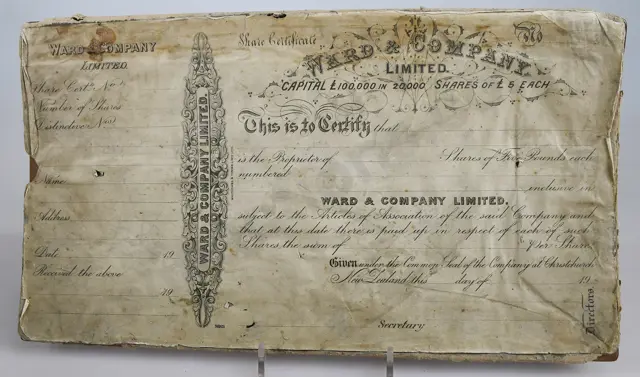 WARD & COMPANY
LIMITED.
Share Cert. No.
Number of Shares
Distinctive Nos.
Name
Address
Date 19
Received the above
19
WARD & COMPANY LIMITED.
Share Certificate
No
WARD & COMPANY.
LIMITED.
CAPITAL £100,000 IN 20,000 SHARES OF £5 EACH
This is to Certify that
is the Proprietor of Shares of Five Pounds each
numbered
inclusive in
WARD & COMPANY LIMITED.
subject to the Articles of Association of the said Company and
that at this date there is paid up in respect of each of such
Shares the sum of per Share.
Given under the Common Seal of the Company at Christchurch
New Zealand this day of 19
Directors.
Secretary